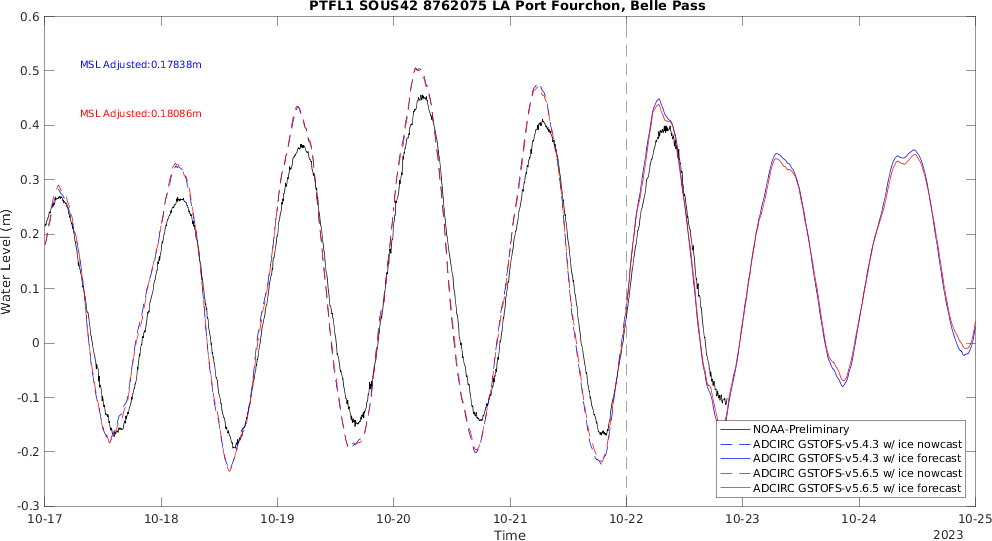 PTFL1 SOUS42 8762075 LA Port Fourchon, Belle Pass
0.6
0.5
0.4
0.3
0.2
0.1
0
-0.1
-0.2
-0.3
Water Level (m)
MSL Adjusted:0.17838m
MSL Adjusted:0.18086m
NOAA-Preliminary
ADCIRC GSTOFS-v5.4.3 w/ ice nowcast
ADCIRC GSTOFS-v5.4.3 w/ ice forecast
ADCIRC GSTOFS-v5.6.5 w/ ice nowcast
ADCIRC GSTOFS-v5.6.5 w/ ice forecast
10-17 10-18 10-19 10-20 10-21 10-22 10-23 10-24 10-25
Time
2023